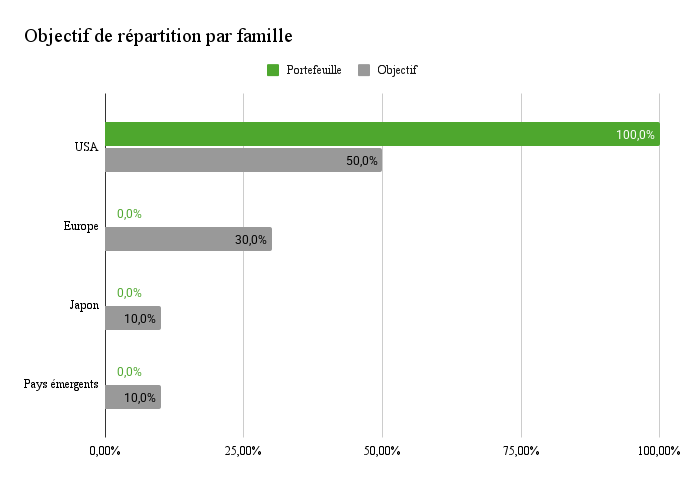 Objectif de répartition par famille
Portefeuille Objectif
USA 100,0%
50,0%
Europe 0,0%
30,0%
Japon 0,0%
10,0%
Pays émergents 0,0%
10,0%
0,00% 25,00% 50,00% 75,00% 100,00%